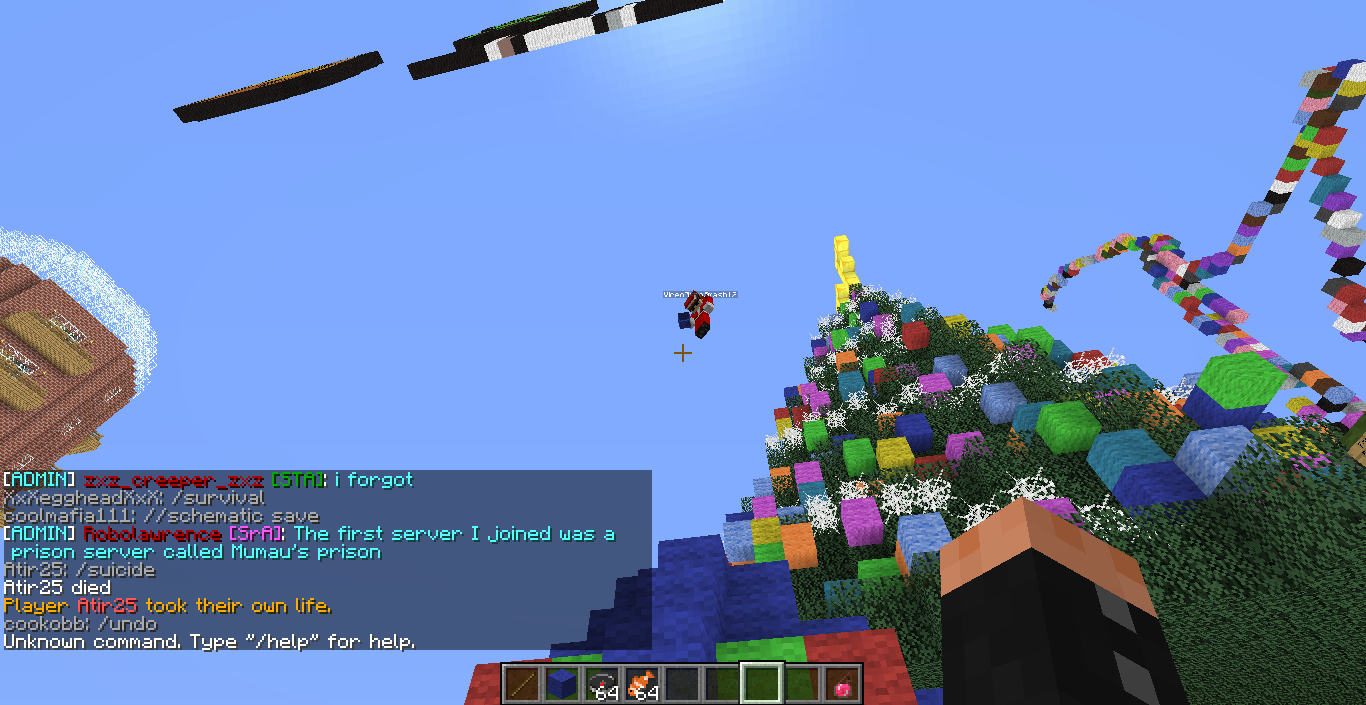 [ADMIN] zxz_creeper_zxz [STA]: i forgot
XxXeggheadXxX: /survival
coolmafia111: //schematic save
[ADMIN] Robolawrence [SrA]: The first server I joined was a
prison server called Mumau's prison
Atir25: /suicide
Atir25 died
Player Atir25 took their own life.
cookobb: /undo
Unknown command. Type "/help" for help.
64
64